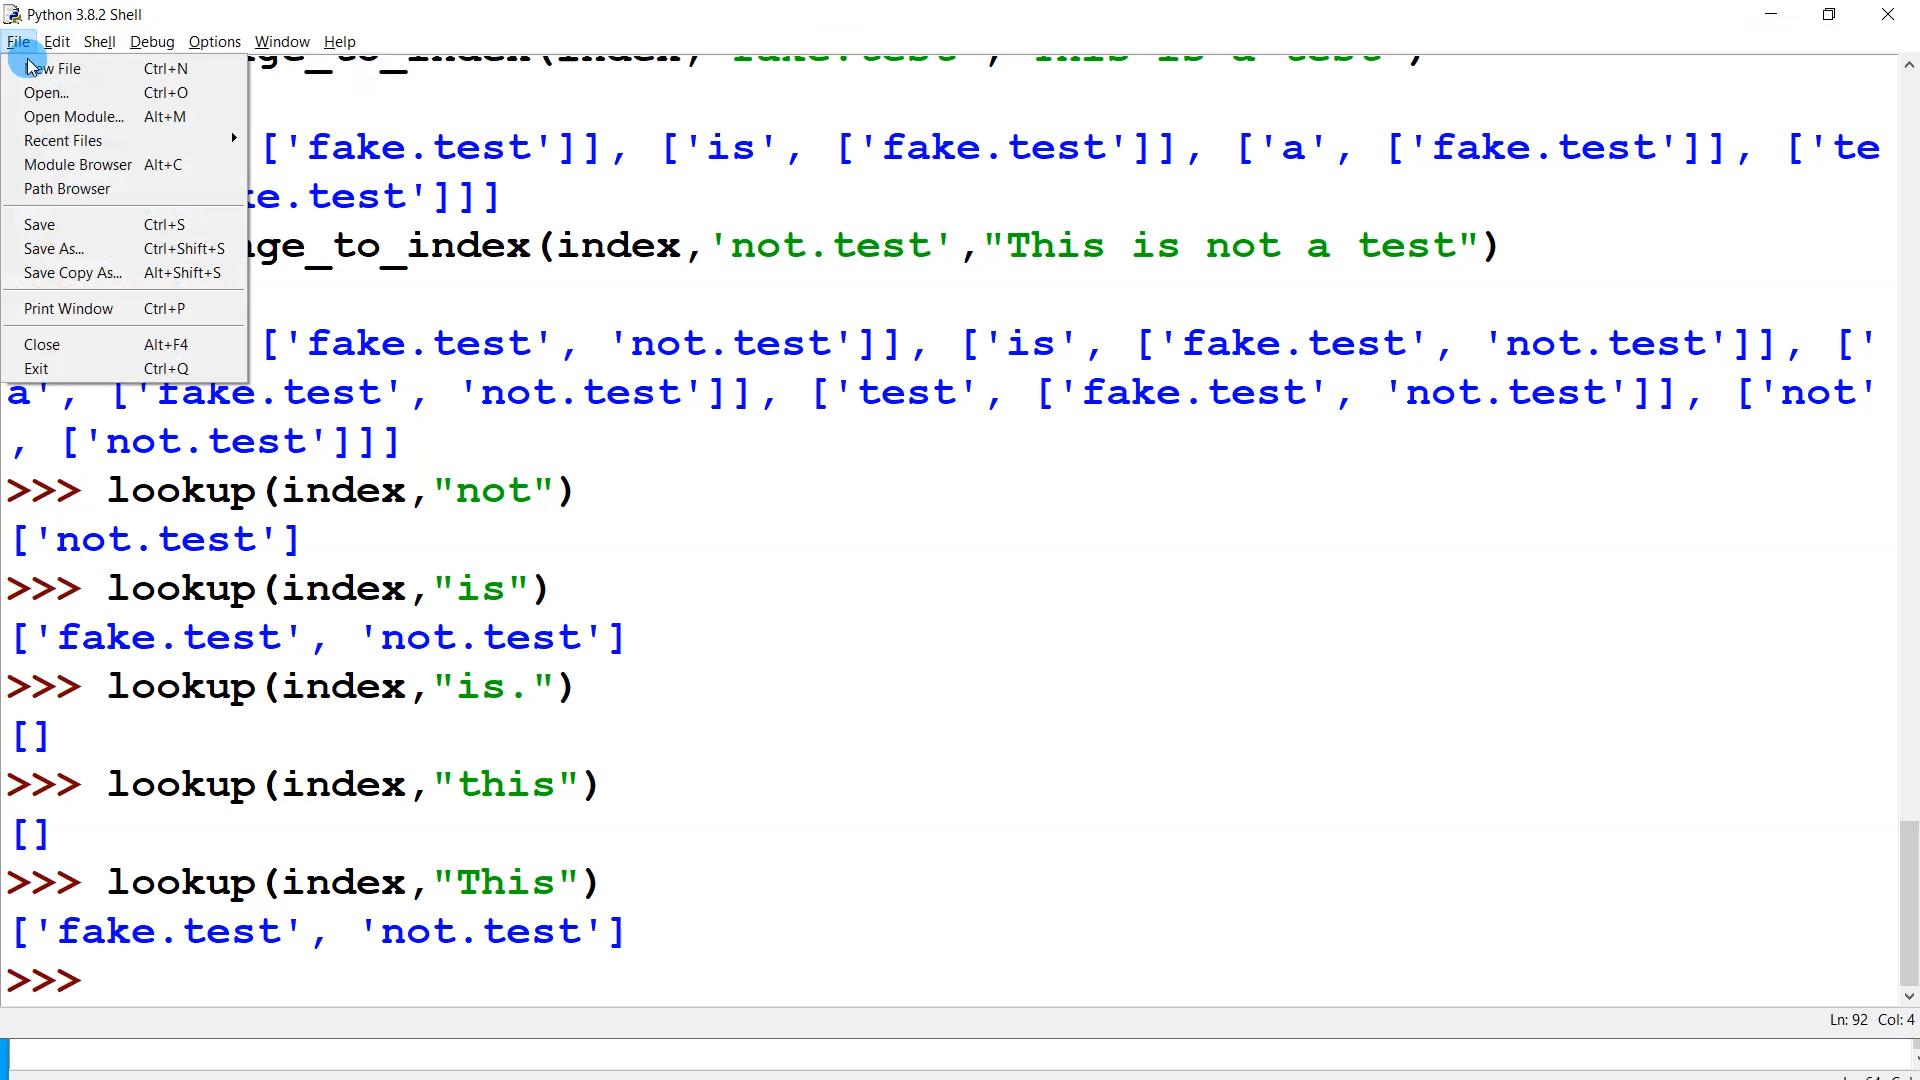 Python 3.8.2 Shell
File Edit Shell Debug Options Window Help
New File Ctrl+N
Open... Ctrl+O
Open Module... Alt+M
Recent Files
Module Browser Alt+C
Path Browser
Save Ctrl+S
Save As... Ctrl+Shift+S
Save Copy As... Alt+Shift+S
Print Window Ctrl+P
Close Alt+F4
Exit Ctrl+Q
['fake.test']], ['is', ['fake.test']], ['a', ['fake.test']], ['te
ke.test']]]
ge_to_index(index,'not.test',"This is not a test")
['fake.test', 'not.test']], ['is', ['fake.test', 'not.test']], ['
a', ['fake.test', 'not.test']], ['test', ['fake.test', 'not.test']], ['not'
, ['not.test']]]
>>> lookup(index,"not")
['not.test']
>>> lookup(index,"is")
['fake.test', 'not.test']
>>> lookup(index,"is.")
[]
>>> lookup(index,"this")
[]
>>> lookup(index,"This")
['fake.test', 'not.test']
>>>
Ln: 92 Col: 4